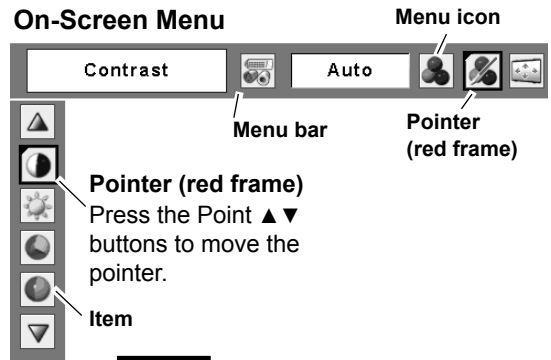 On-Screen Menu
Menu icon
Contrast
Auto
Menu bar
Pointer
(red frame)
Pointer (red frame)
Press the Point ▲▼
buttons to move the
pointer.
Item